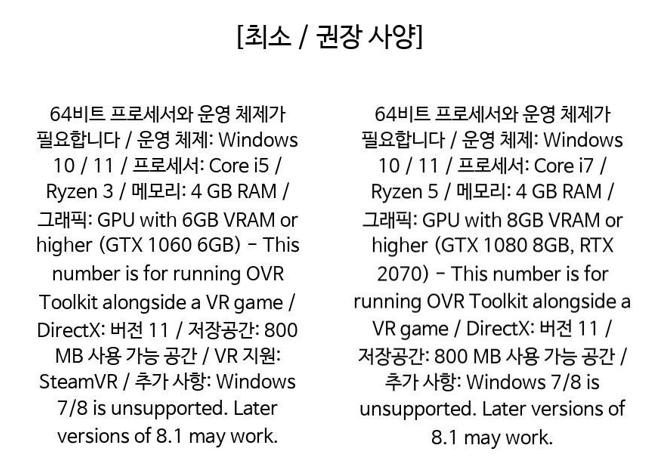 [최소 / 권장 사양]
64비트 프로세서와 운영 체제가
필요합니다 / 운영 체제: Windows
10 / 11 / 프로세서: Core i5 /
Ryzen 3 / 메모리: 4 GB RAM /
그래픽: GPU with 6GB VRAM or
higher (GTX 1060 6GB) - This
number is for running OVR
Toolkit alongside a VR game /
DirectX: 버전 11 / 저장공간: 800
MB 사용 가능 공간 / VR 지원:
SteamVR / 추가 사항: Windows
7/8 is unsupported. Later
versions of 8.1 may work.
64비트 프로세서와 운영 체제가
필요합니다 / 운영 체제: Windows
10 / 11 / 프로세서: Core i7 /
Ryzen 5 / 메모리: 4 GB RAM /
그래픽: GPU with 8GB VRAM or
higher (GTX 1080 8GB, RTX
2070) - This number is for
running OVR Toolkit alongside a
VR game / DirectX: 버전 11 /
저장공간: 800 MB 사용 가능 공간 /
추가 사항: Windows 7/8 is
unsupported. Later versions of
8.1 may work.